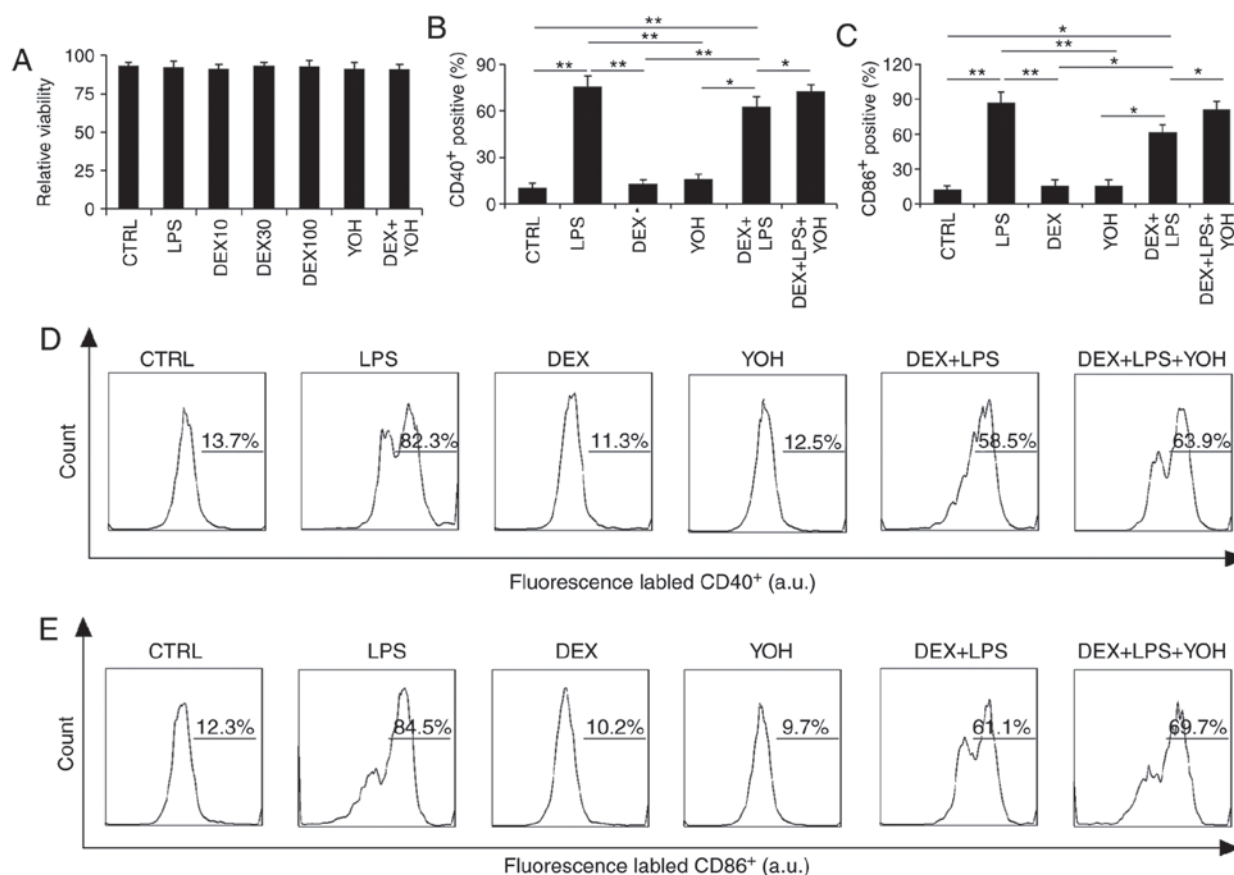 A
Relative viability
100
75
50
25
0
CTRL
LPS
DEX10
DEX30
DEX100
YOH
DEX+
YOH
B
CD40⁺ positive (%)
90
60
30
0
**
**
**
**
**
*
*
CTRL
LPS
DEX
YOH
DEX+
LPS
DEX+LPS+
YOH
C
CD86⁺ positive (%)
120
90
60
30
0
*
**
*
**
**
*
*
CTRL
LPS
DEX
YOH
DEX+
LPS
DEX+LPS+
YOH
D
Count
CTRL
LPS
DEX
YOH
DEX+LPS
DEX+LPS+YOH
13.7%
82.3%
11.3%
12.5%
58.5%
63.9%
Fluorescence labled CD40⁺ (a.u.)
E
Count
CTRL
LPS
DEX
YOH
DEX+LPS
DEX+LPS+YOH
12.3%
84.5%
10.2%
9.7%
61.1%
69.7%
Fluorescence labled CD86⁺ (a.u.)